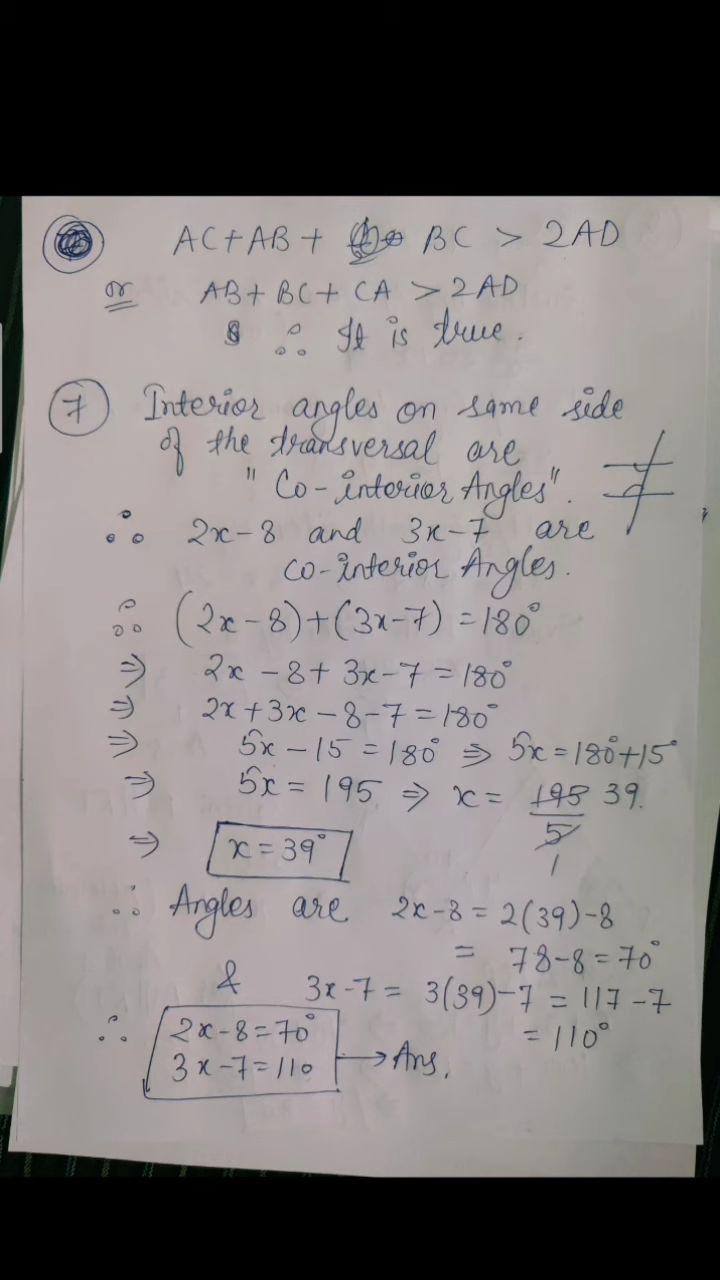 AC+AB+ BC > 2AD
or AB+BC+CA >2AD
∴ It is true.
7 Interior angles on same side
of the transversal are
"Co-interior Angles".
∴ 2x-8 and 3x-7 are
co-interior Angles.
∴ (2x-8)+(3x-7) =180°
⇒ 2x -8+3x-7=180°
⇒ 2x+3x-8-7=180°
⇒ 5x-15=180° ⇒ 5x=180°+15°
⇒ 5x=195 ⇒ x= 195/5 39.
1
⇒ x=39°
∴ Angles are 2x-8=2(39)-8
= 78-8=70°
& 3x-7= 3(39)-7=117-7
= 110°
∴ 2x-8=70°
3x-7=110 → Ans.